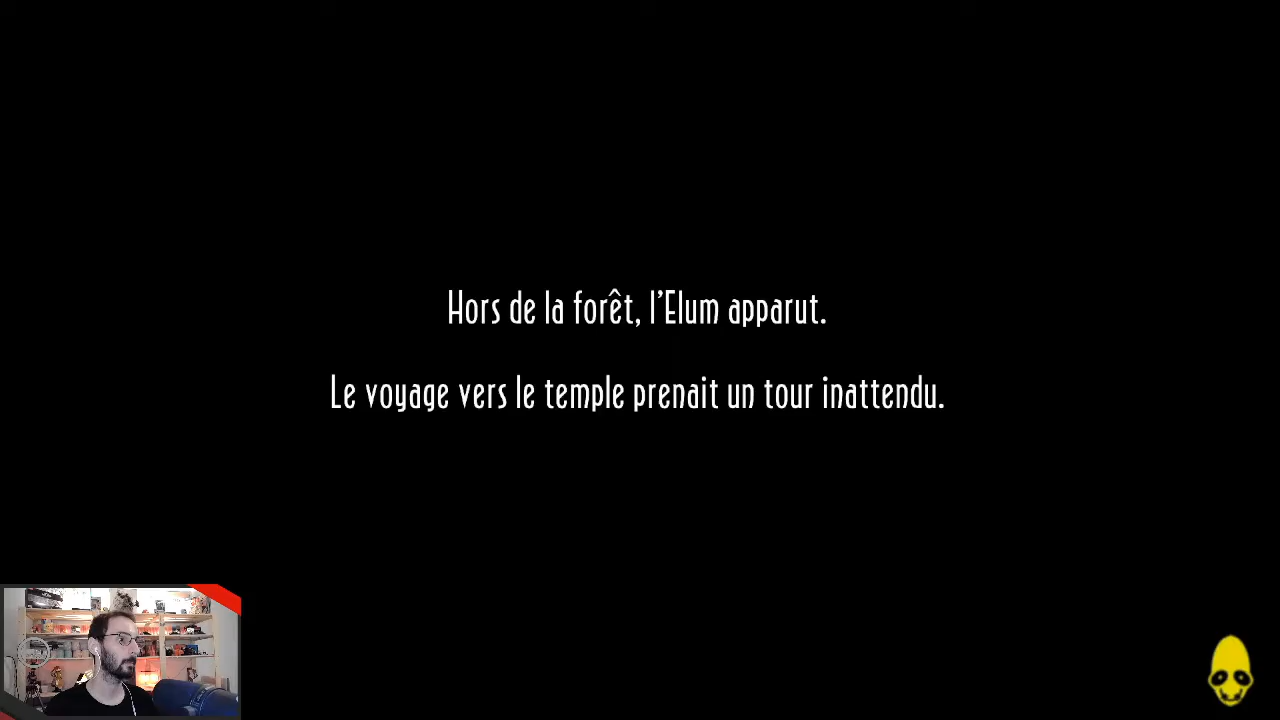 Hors de la forêt, l'Elum apparut.
Le voyage vers le temple prenait un tour inattendu.